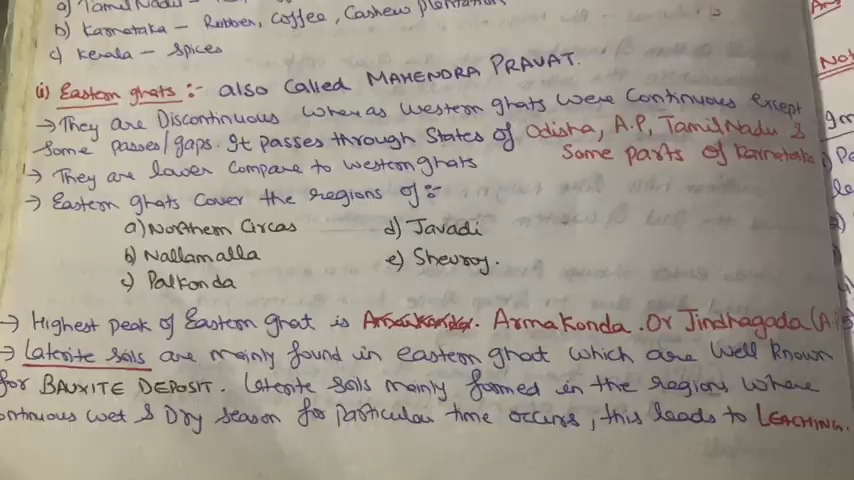 a) Tamil Nadu -
b) Karnataka - Rubber, Coffee, Cashew plantation
c) Kerala - Spices
(ii) Eastern ghats :- also Called MAHENDRA PRAVAT.
→ They are Discontinuous Whereas Western ghats were Continuous except
Some passes/gaps. It passes through States of Odisha, A.P, Tamil Nadu &
Some parts of Karnataka
→ They are lower Compare to western ghats
→ Eastern ghats Cover the regions of :-
a) Northern Circas d) Javadi
b) Nallamalla e) Shevroy.
c) Palkonda
→ Highest peak of Eastern ghat is ArmaKonda. Or Jindhagada (A.P)
→ Laterite Soils are mainly found in eastern ghat which are Well Known
for BAUXITE DEPOSIT. Laterite Soils mainly formed in the regions Where
ontinuous wet & Dry season for particular time occurs, this leads to LEACHING.